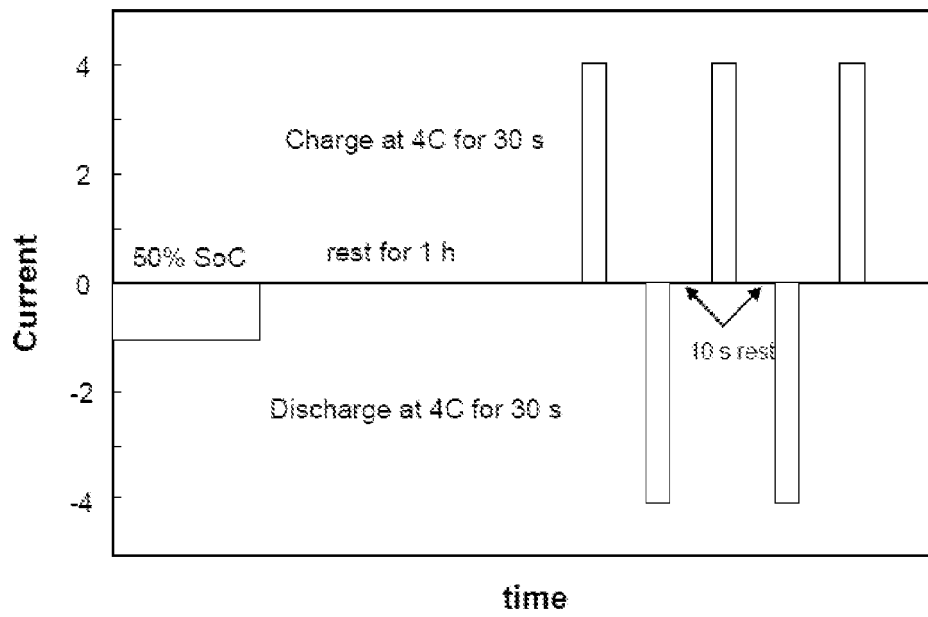 4
Charge at 4C for 30 s
2
50% SoC
rest for 1 h
0
Current
10 s rest
-2
Discharge at 4C for 30 s
-4
time